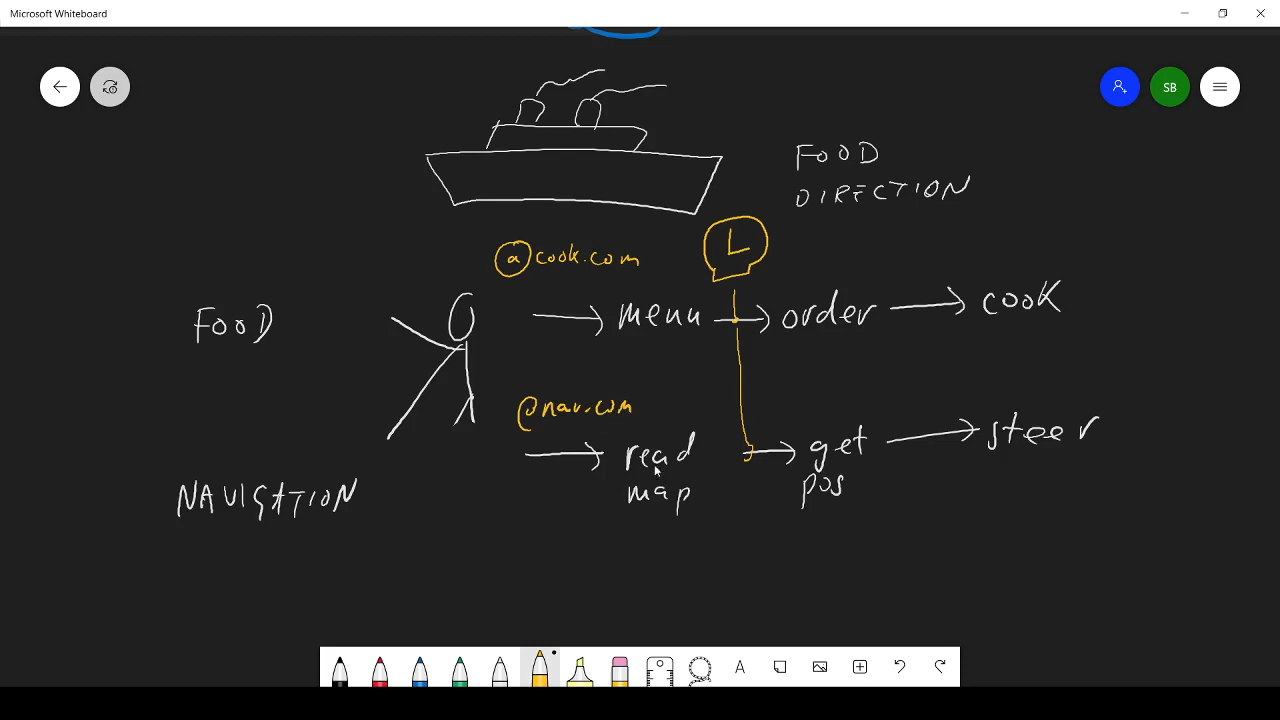 Microsoft Whiteboard
SB
FOOD
DIRECTION
@cook.com
L
FOOD
menu
order
cook
@nav.com
read
map
get
pos
steer
NAVIGATION
A